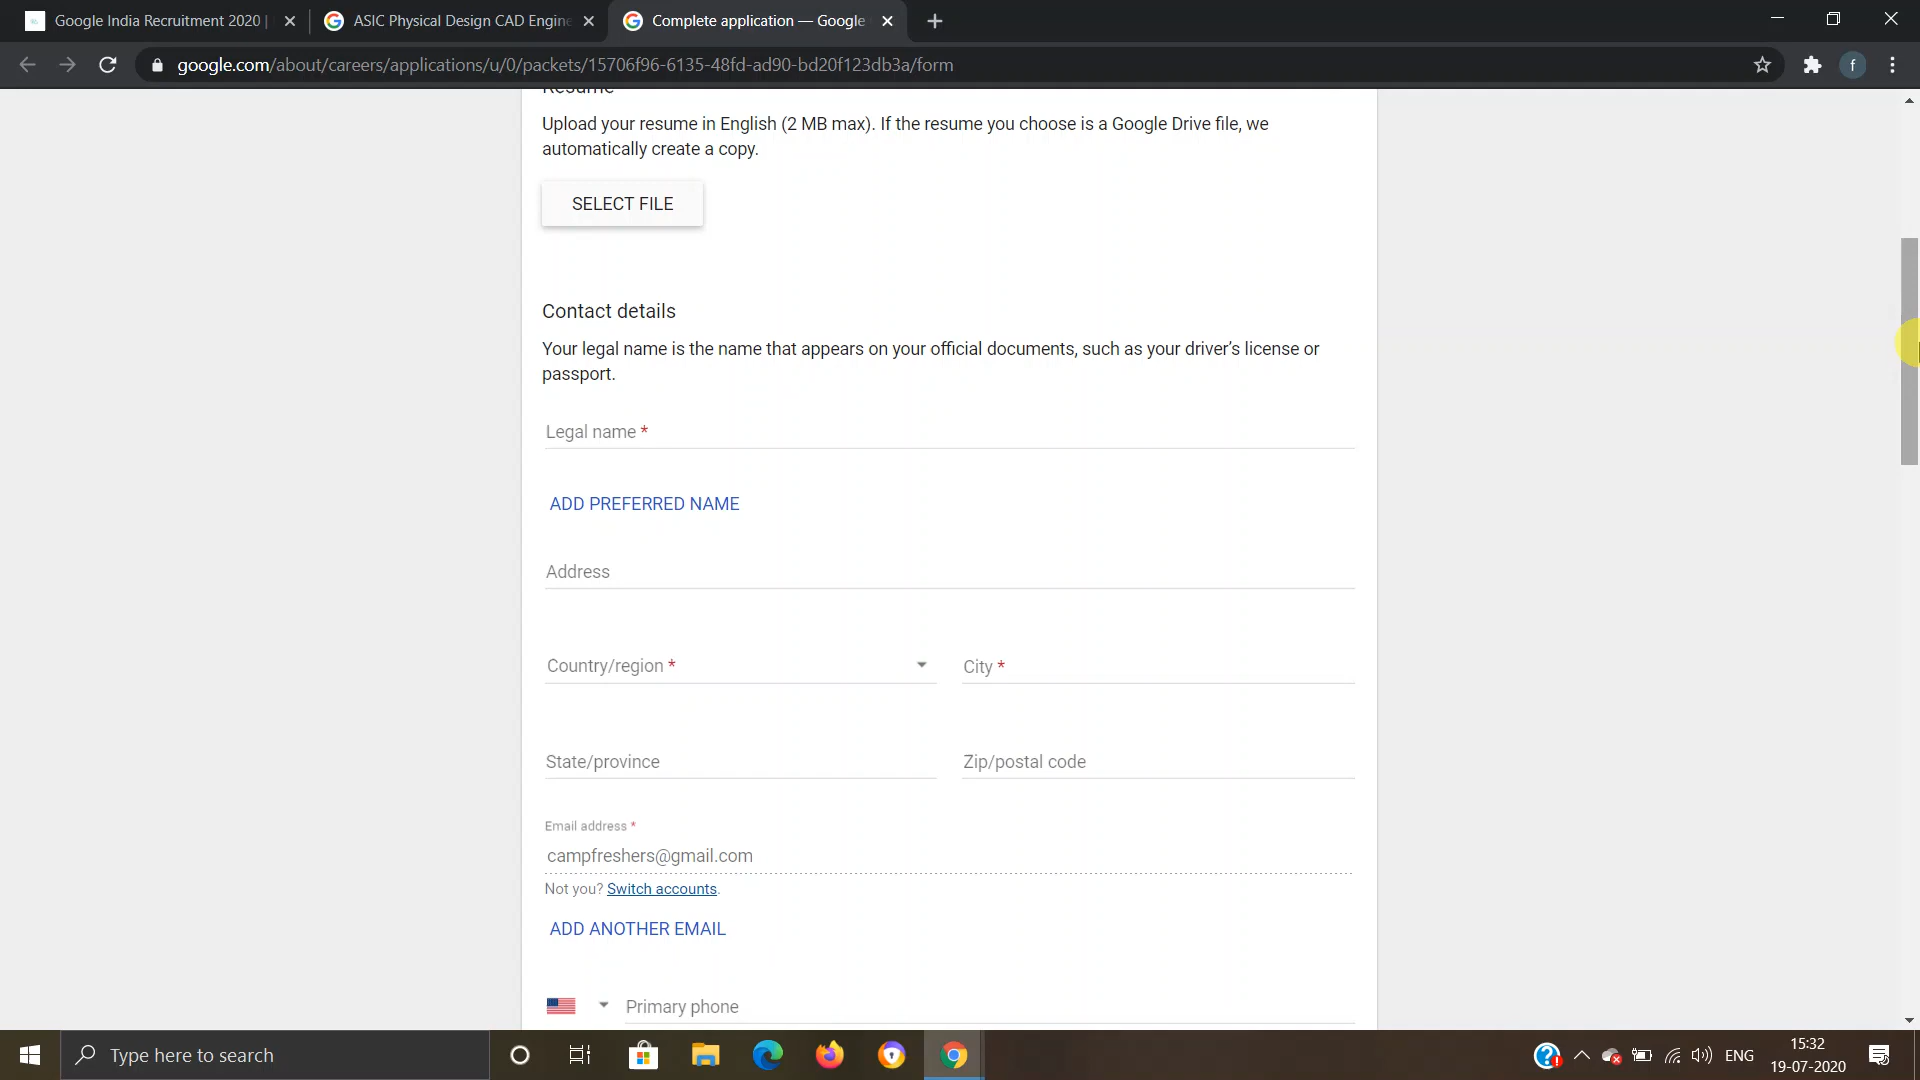 Google India Recruitment 2020 |
ASIC Physical Design CAD Engine
Complete application — Google
google.com/about/careers/applications/u/0/packets/15706f96-6135-48fd-ad90-bd20f123db3a/form
f
Resume
Upload your resume in English (2 MB max). If the resume you choose is a Google Drive file, we
automatically create a copy.
SELECT FILE
Contact details
Your legal name is the name that appears on your official documents, such as your driver’s license or
passport.
Legal name *
ADD PREFERRED NAME
Address
Country/region *
City *
State/province
Zip/postal code
Email address *
campfreshers@gmail.com
Not you? Switch accounts.
ADD ANOTHER EMAIL
Primary phone
Type here to search
ENG
15:32
19-07-2020